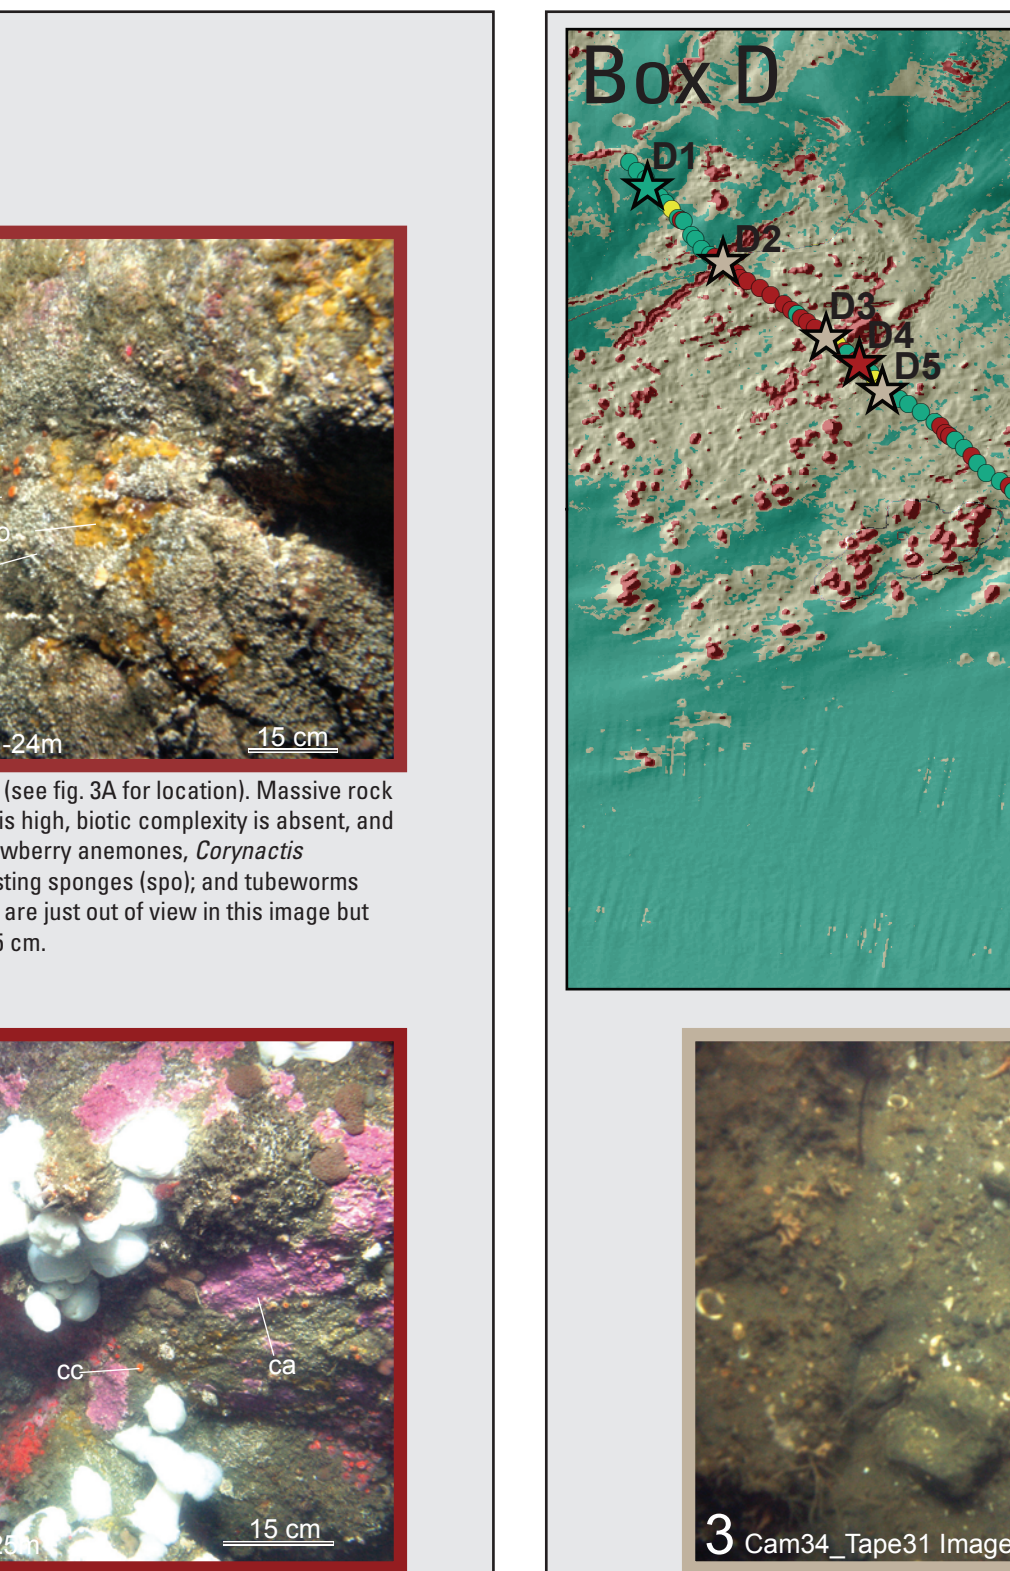 -24m
15 cm
(see fig. 3A for location). Massive rock
is high, biotic complexity is absent, and
wberry anemones, Corynactis
sting sponges (spo); and tubeworms
are just out of view in this image but
cm.
cc
ca
15 cm
Box D
D1
D2
D3
D4
D5
3 Cam34_Tape31 Image